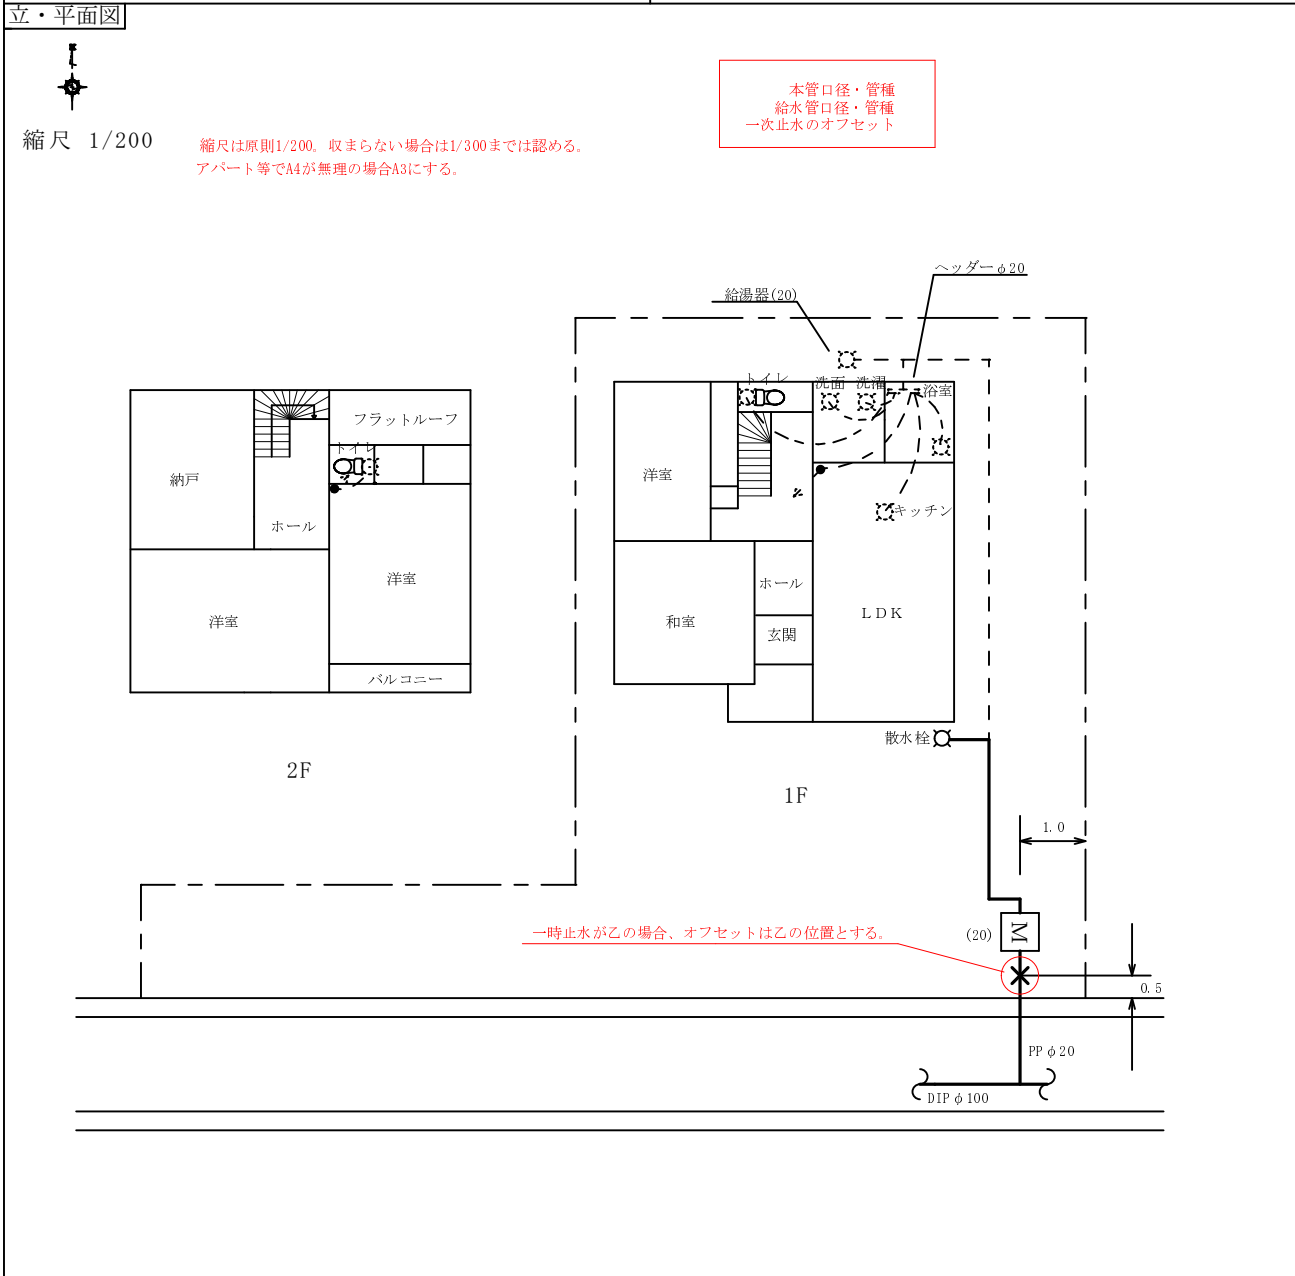 立・平面図
縮尺 1/200
縮尺は原則1/200。収まらない場合は1/300までは認める。
アパート等でA4が無理の場合A3にする。
本管口径・管種
給水管口径・管種
一次止水のオフセット
ヘッダーφ20
給湯器(20)
トイレ
洗面
洗濯
浴室
フラットルーフ
トイレ
納戸
ホール
洋室
洋室
バルコニー
2F
洋室
キッチン
ホール
和室
玄関
LDK
散水栓
1F
1.0
一時止水が乙の場合、オフセットは乙の位置とする。
(20)
M
0.5
PPφ20
DIPφ100